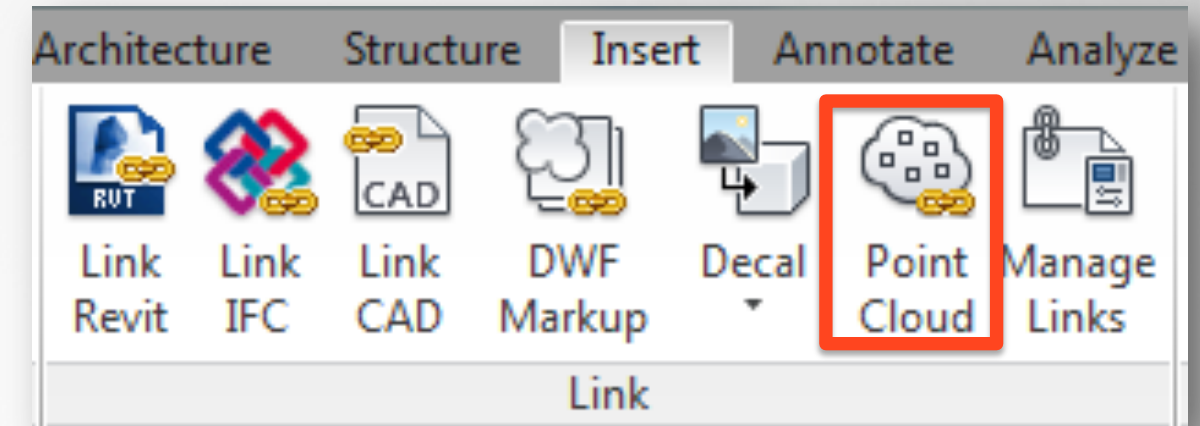 Architecture Structure Insert Annotate Analyze
RVT CAD
Link Link Link DWF Decal Point Manage
Revit IFC CAD Markup Cloud Links
Link